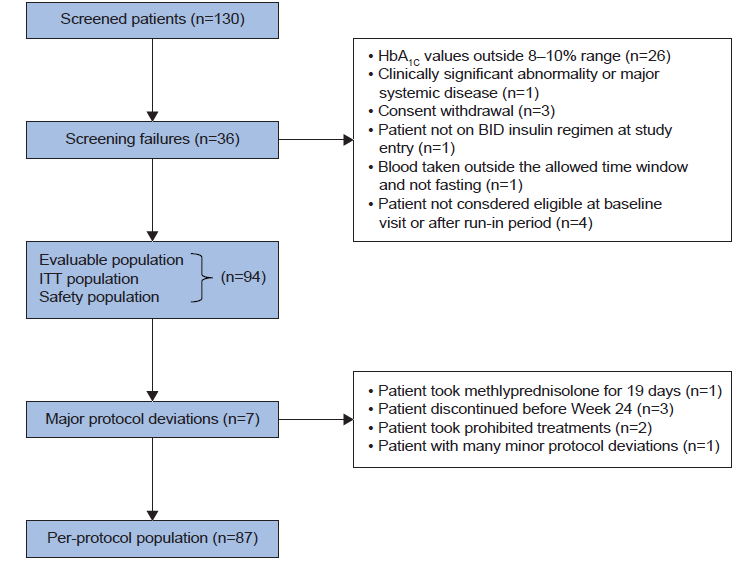 Screened patients (n=130)
Screening failures (n=36)
• HbA1C values outside 8–10% range (n=26)
• Clinically significant abnormality or major
systemic disease (n=1)
• Consent withdrawal (n=3)
• Patient not on BID insulin regimen at study
entry (n=1)
• Blood taken outside the allowed time window
and not fasting (n=1)
• Patient not consdered eligible at baseline
visit or after run-in period (n=4)
Evaluable population
ITT population
Safety population
(n=94)
Major protocol deviations (n=7)
• Patient took methlyprednisolone for 19 days (n=1)
• Patient discontinued before Week 24 (n=3)
• Patient took prohibited treatments (n=2)
• Patient with many minor protocol deviations (n=1)
Per-protocol population (n=87)